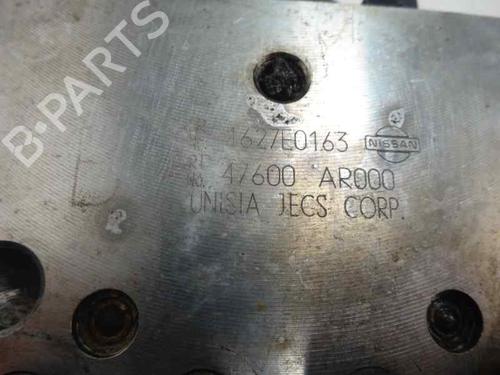 B-PARTS
1627E0163 NISSAN
47600 AR000
UNISIA JECS CORP.